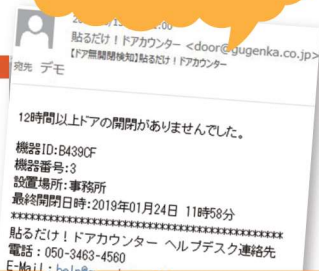 貼るだけ！ドアカウンター <door@gugenka.co.jp>
【ドア無開閉検知】貼るだけ！ドアカウンター
宛先 デモ
12時間以上ドアの開閉がありませんでした。
機器ID:B439CF
機器番号:3
設置場所:事務所
最終開閉日時:2019年01月24日 11時58分
****************************************
貼るだけ！ドアカウンター ヘルプデスク連絡先
電話：050-3463-4560
E-Mail：